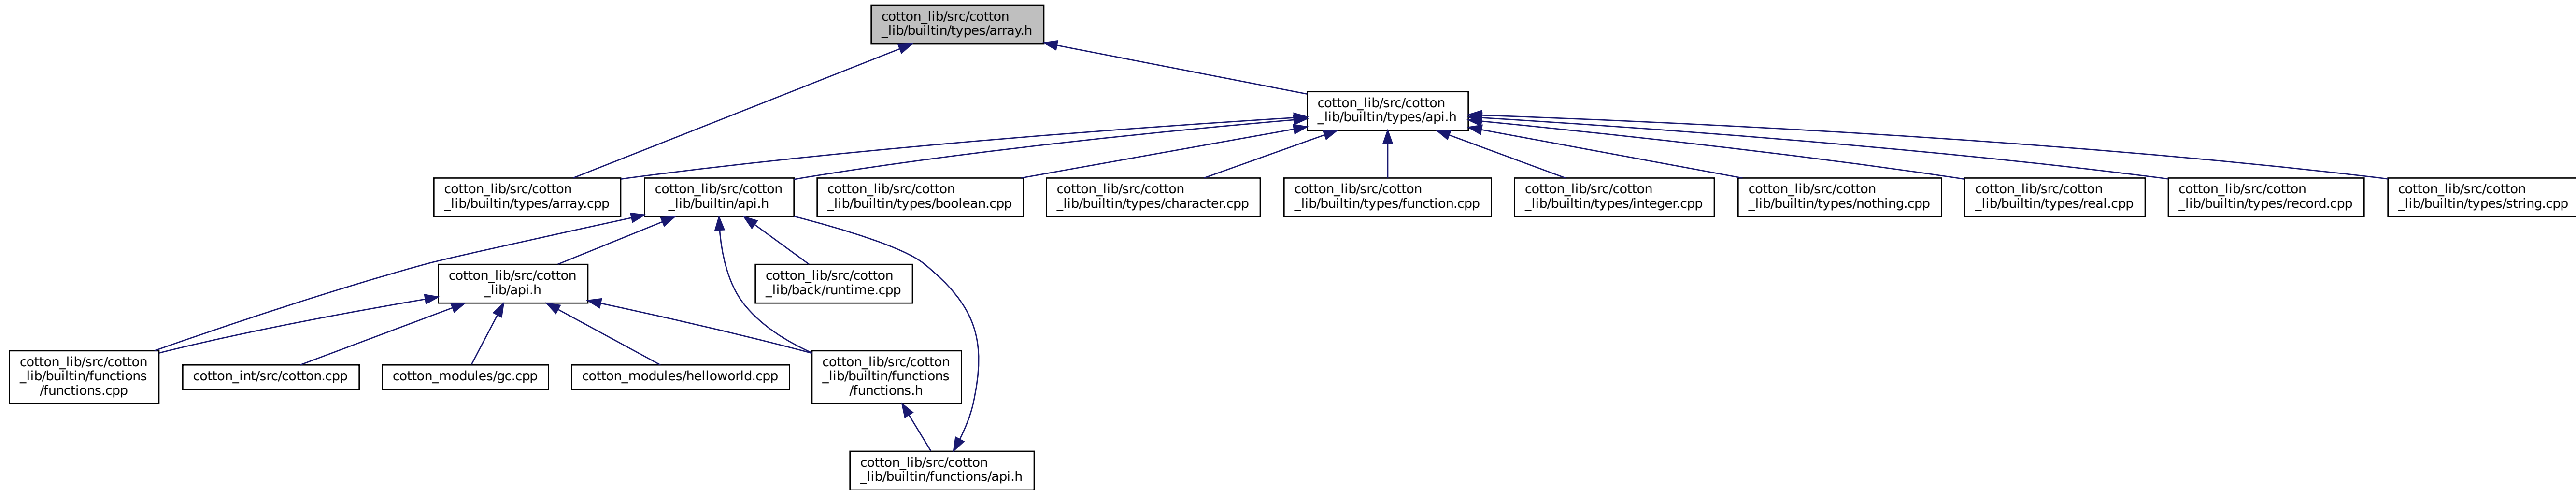 cotton_lib/src/cotton
_lib/builtin/types/array.h
cotton_lib/src/cotton
_lib/builtin/types/api.h
cotton_lib/src/cotton
_lib/builtin/types/array.cpp
cotton_lib/src/cotton
_lib/builtin/api.h
cotton_lib/src/cotton
_lib/builtin/types/boolean.cpp
cotton_lib/src/cotton
_lib/builtin/types/character.cpp
cotton_lib/src/cotton
_lib/builtin/types/function.cpp
cotton_lib/src/cotton
_lib/builtin/types/integer.cpp
cotton_lib/src/cotton
_lib/builtin/types/nothing.cpp
cotton_lib/src/cotton
_lib/builtin/types/real.cpp
cotton_lib/src/cotton
_lib/builtin/types/record.cpp
cotton_lib/src/cotton
_lib/builtin/types/string.cpp
cotton_lib/src/cotton
_lib/api.h
cotton_lib/src/cotton
_lib/back/runtime.cpp
cotton_lib/src/cotton
_lib/builtin/functions
/functions.cpp
cotton_int/src/cotton.cpp
cotton_modules/gc.cpp
cotton_modules/helloworld.cpp
cotton_lib/src/cotton
_lib/builtin/functions
/functions.h
cotton_lib/src/cotton
_lib/builtin/functions/api.h